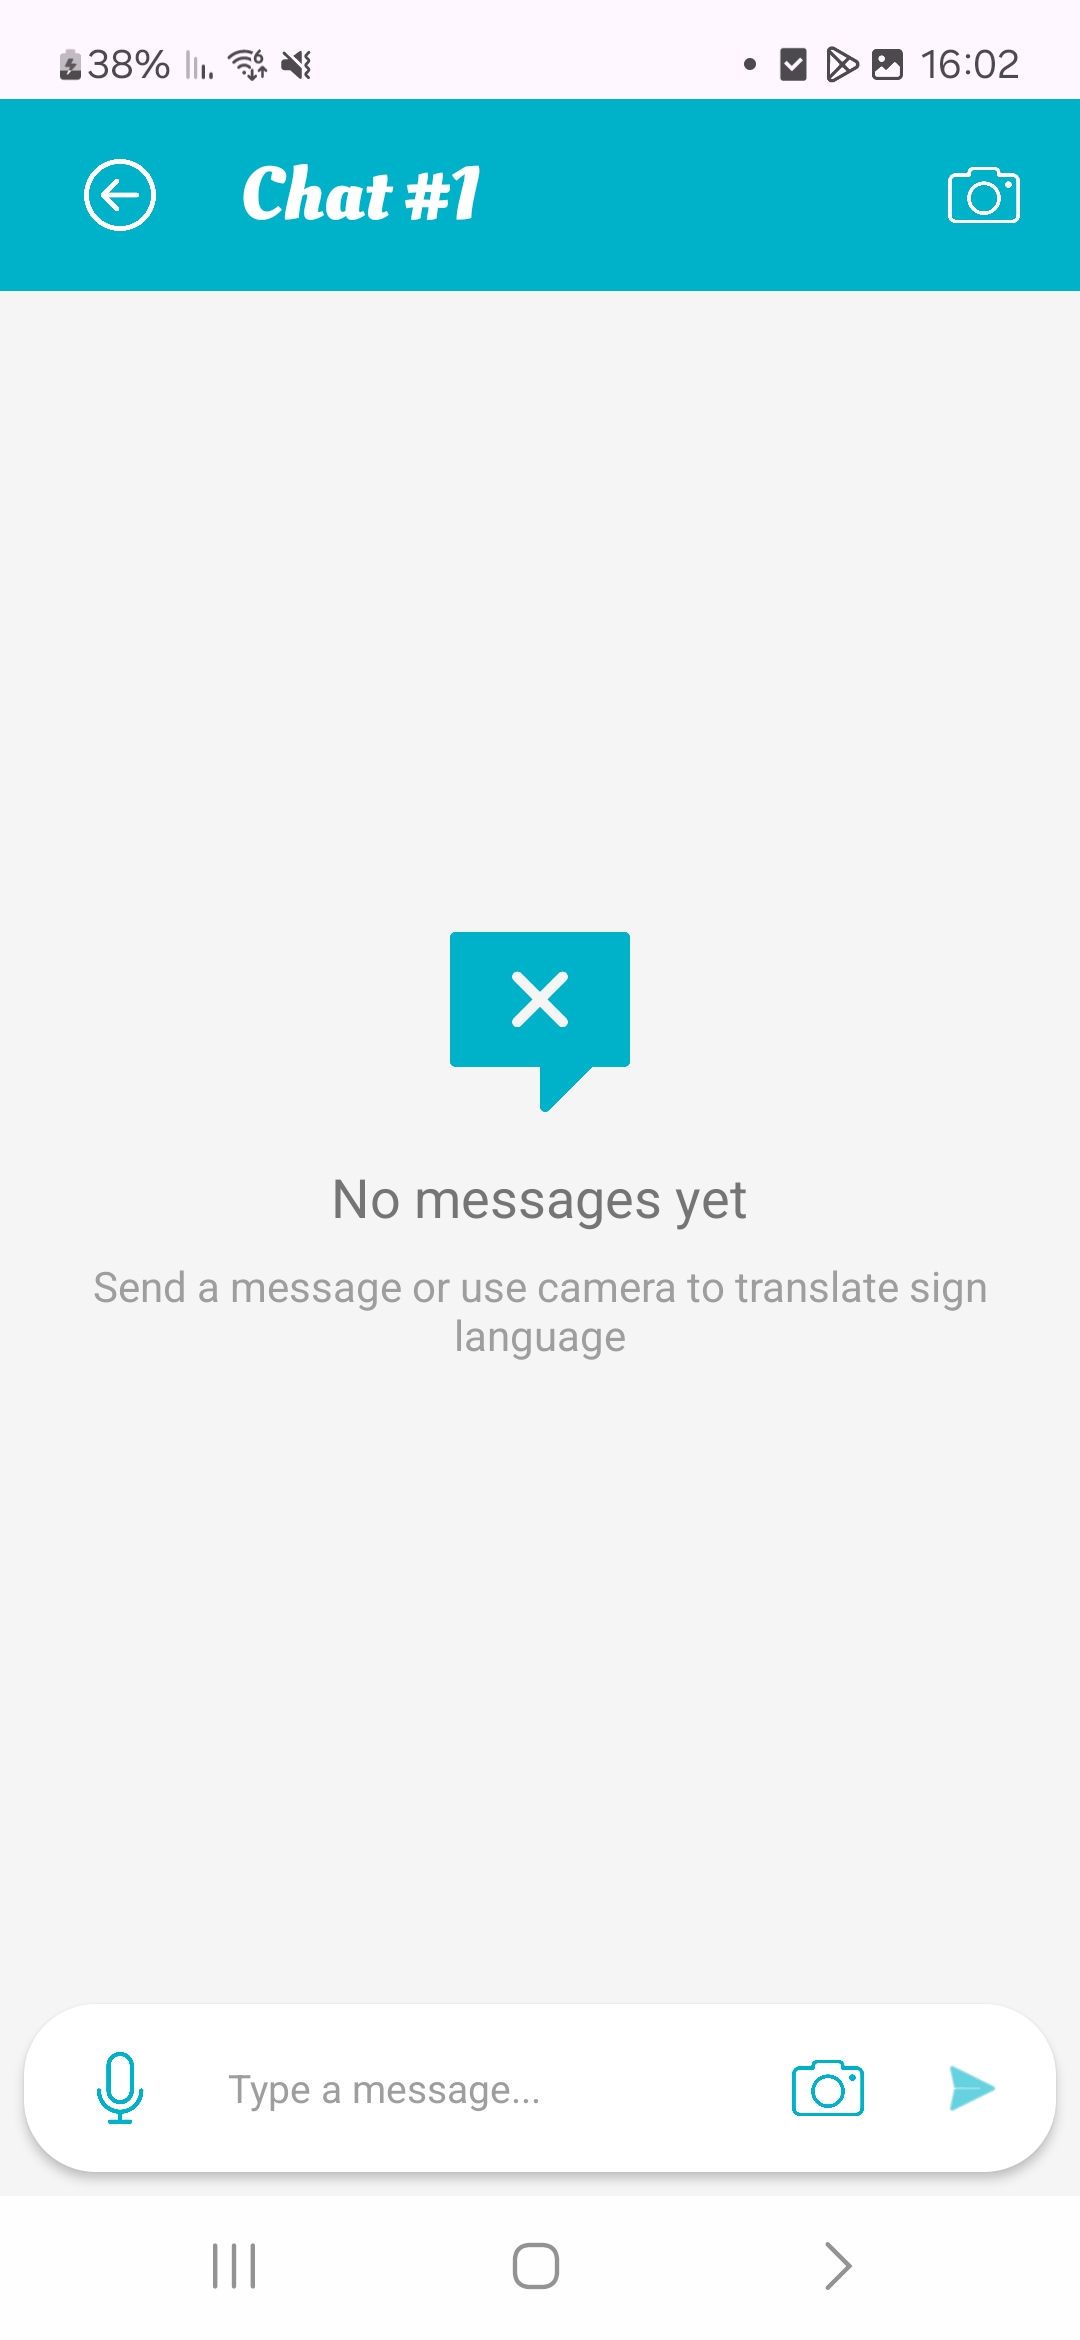 38% 16:02
Chat #1
No messages yet
Send a message or use camera to translate sign
language
Type a message...